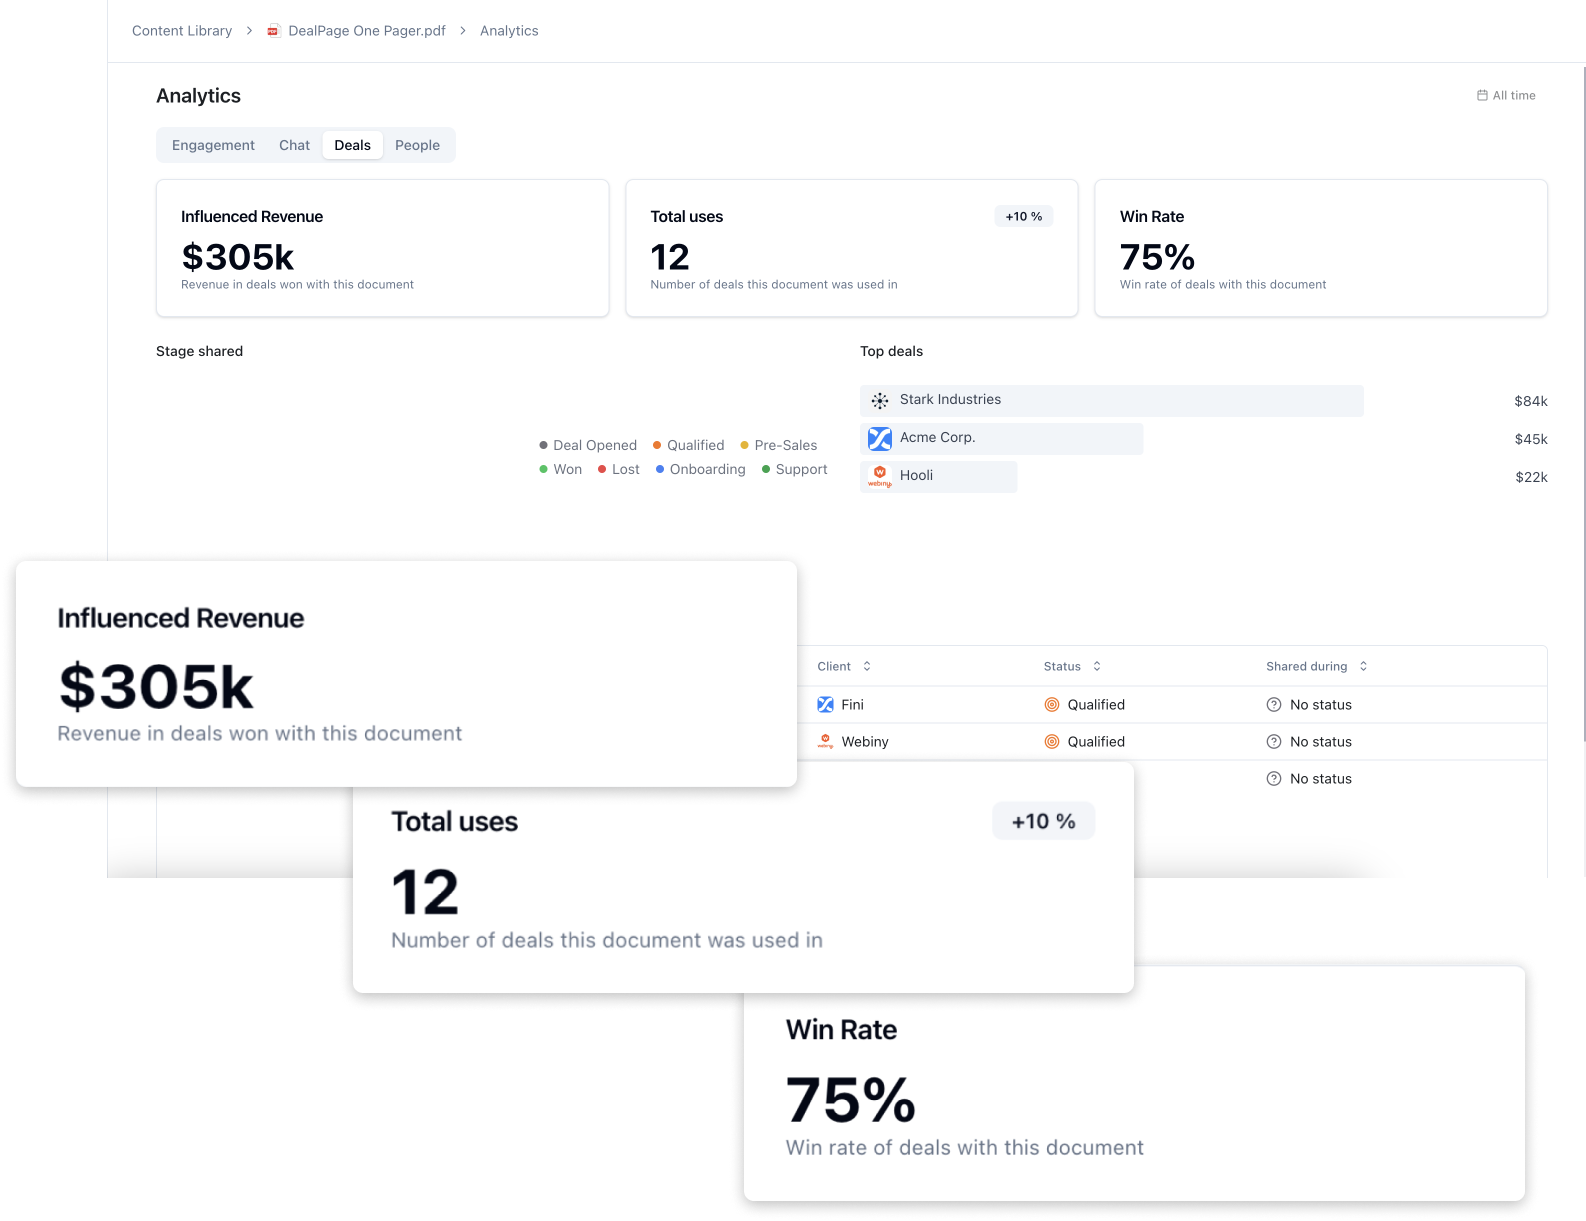 Content Library > DealPage One Pager.pdf > Analytics
Analytics
All time
Engagement Chat Deals People
Influenced Revenue
$305k
Revenue in deals won with this document
Total uses
+10 %
12
Number of deals this document was used in
Win Rate
75%
Win rate of deals with this document
Stage shared
Deal Opened Qualified Pre-Sales
Won Lost Onboarding Support
Top deals
Stark Industries $84k
Acme Corp. $45k
webiny Hooli $22k
Client Status Shared during
Fini Qualified No status
Webiny Qualified No status
No status
Influenced Revenue
$305k
Revenue in deals won with this document
Total uses
+10 %
12
Number of deals this document was used in
Win Rate
75%
Win rate of deals with this document